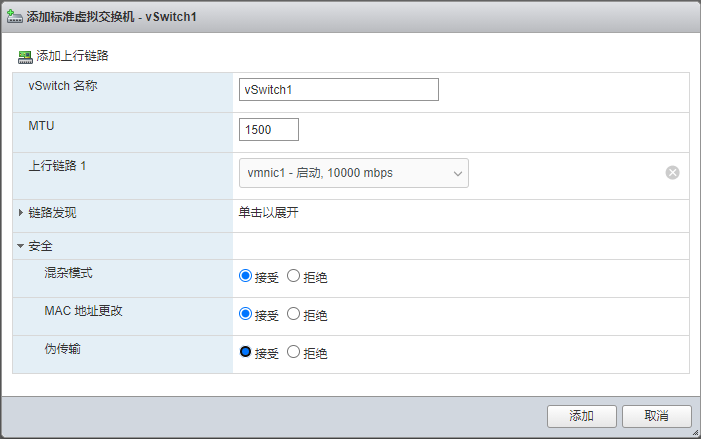 添加标准虚拟交换机 - vSwitch1
添加上行链路
vSwitch 名称 vSwitch1
MTU 1500
上行链路 1 vmnic1 - 启动, 10000 mbps
链路发现 单击以展开
安全
混杂模式 接受 拒绝
MAC 地址更改 接受 拒绝
伪传输 接受 拒绝
添加 取消